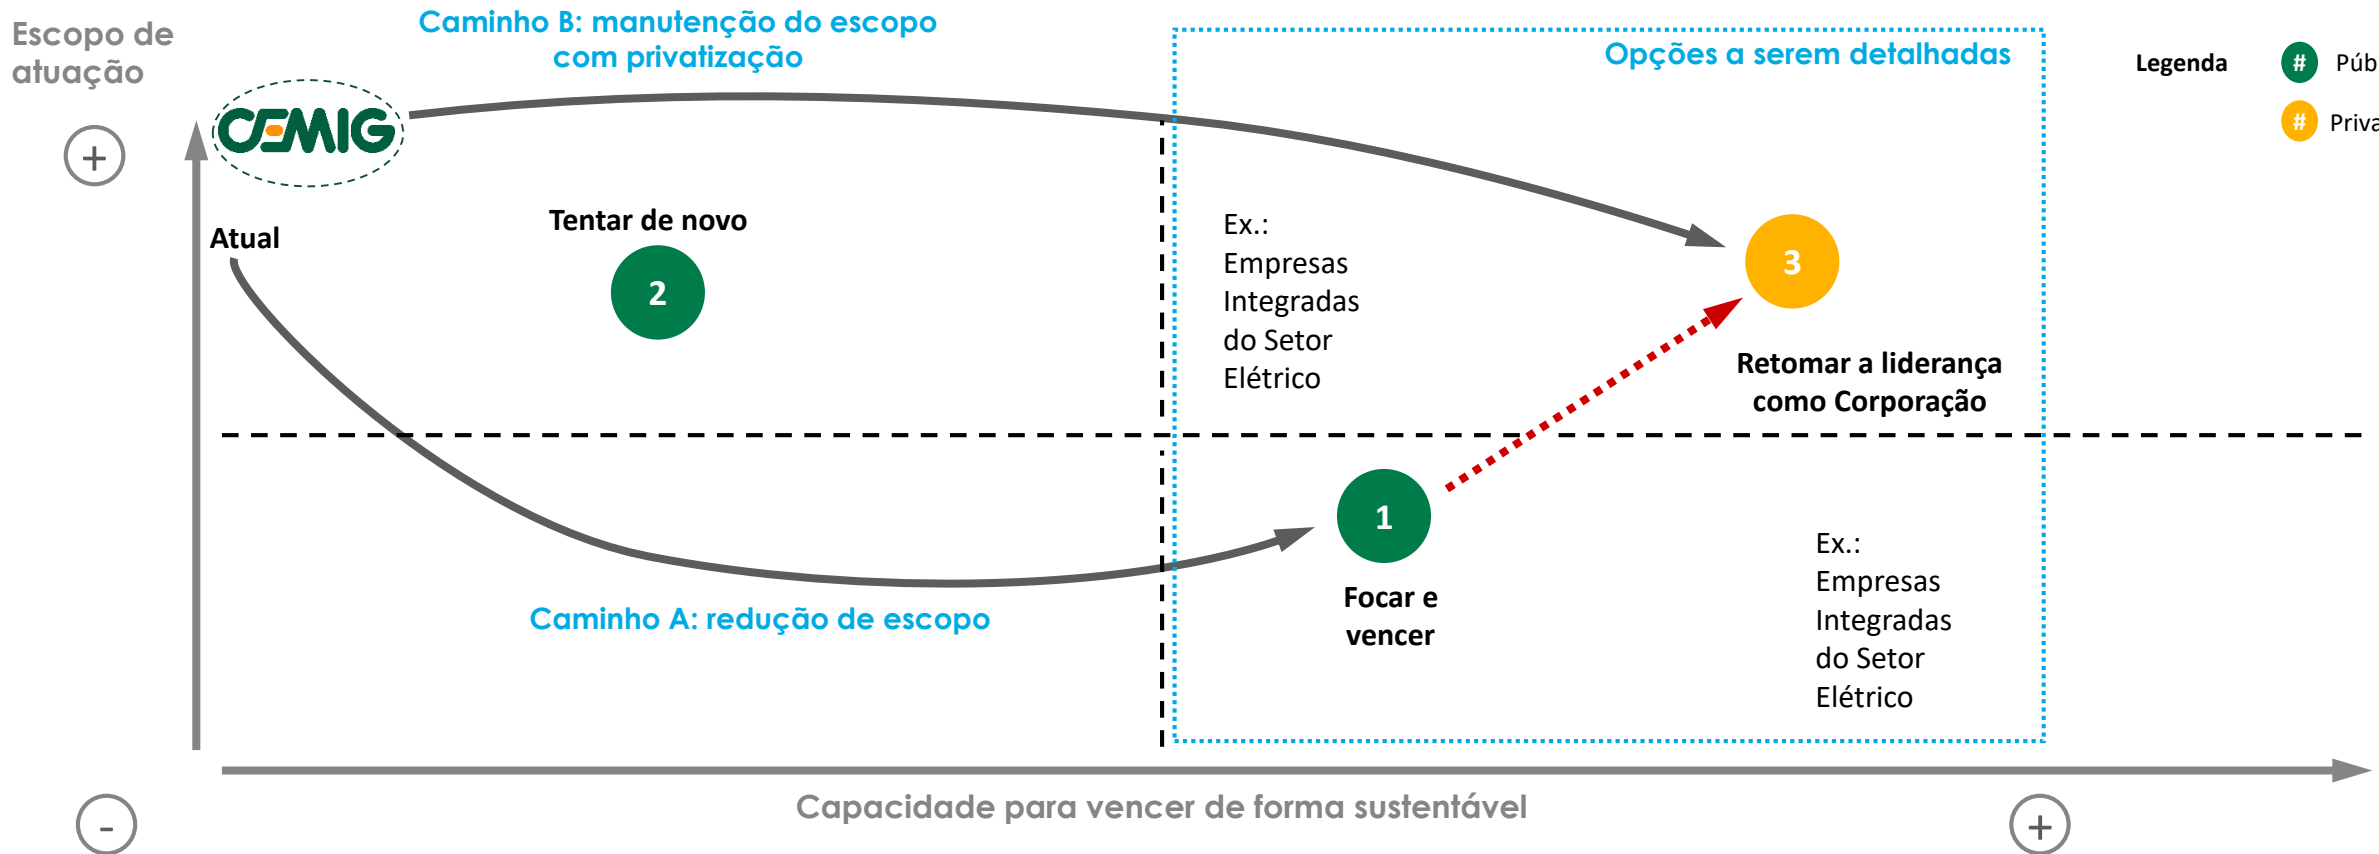 Escopo de
atuação
+
CEMIG
Atual
Caminho B: manutenção do escopo
com privatização
Tentar de novo
2
Opções a serem detalhadas
Legenda
#
#
Ex.:
Empresas
Integradas
do Setor
Elétrico
3
Retomar a liderança
como Corporação
1
Focar e
vencer
Ex.:
Empresas
Integradas
do Setor
Elétrico
Caminho A: redução de escopo
-
Capacidade para vencer de forma sustentável
+